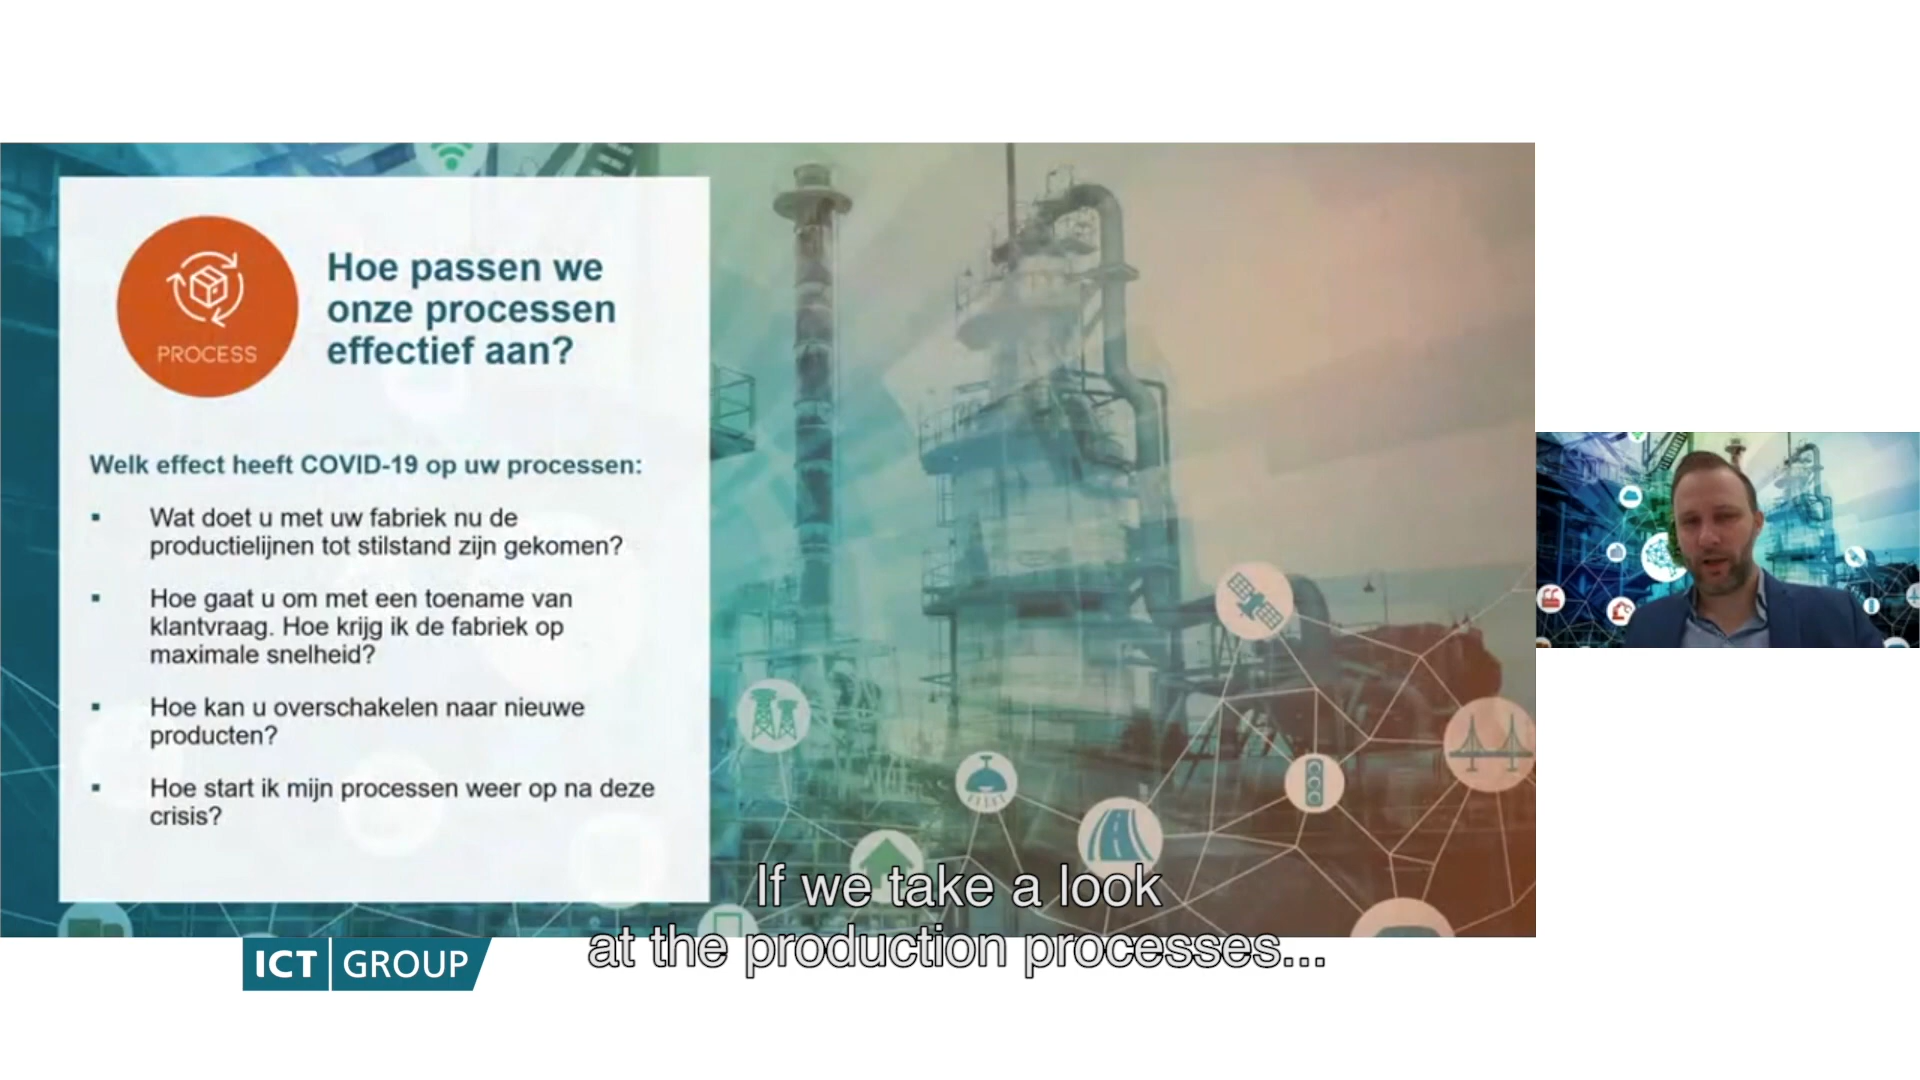 PROCESS
Hoe passen we
onze processen
effectief aan?
Welk effect heeft COVID-19 op uw processen:
▪ Wat doet u met uw fabriek nu de
productielijnen tot stilstand zijn gekomen?
▪ Hoe gaat u om met een toename van
klantvraag. Hoe krijg ik de fabriek op
maximale snelheid?
▪ Hoe kan u overschakelen naar nieuwe
producten?
▪ Hoe start ik mijn processen weer op na deze
crisis?
If we take a look
at the production processes...
ICT GROUP